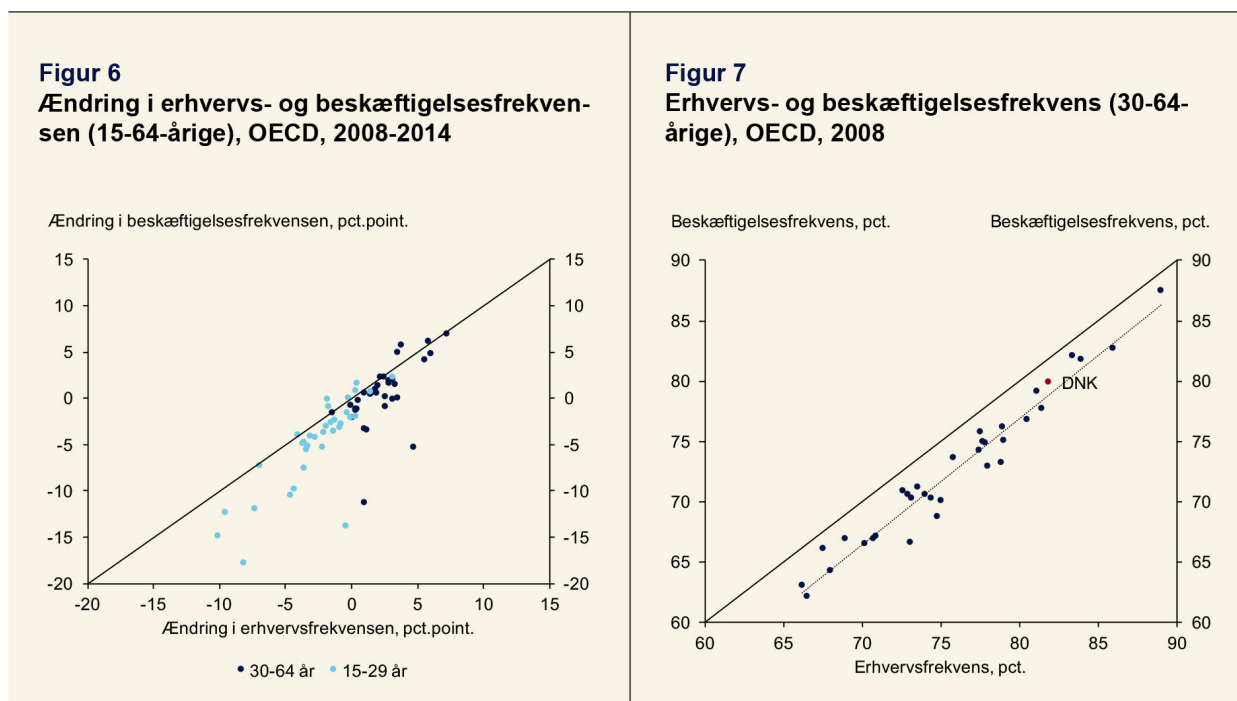 Figur 6
Ændring i erhvervs- og beskæftigelsesfrekven-
sen (15-64-årige), OECD, 2008-2014
Ændring i beskæftigelsesfrekvensen, pct.point.
15 15
10 10
5 5
0 0
-5 -5
-10 -10
-15 -15
-20 -20
-20 -15 -10 -5 0 5 10 15
Ændring i erhvervsfrekvensen, pct.point.
30-64 år 15-29 år
Figur 7
Erhvervs- og beskæftigelsesfrekvens (30-64-
årige), OECD, 2008
Beskæftigelsesfrekvens, pct. Beskæftigelsesfrekvens, pct.
90 90
85 85
80 80
DNK
75 75
70 70
65 65
60 60
60 65 70 75 80 85 90
Erhvervsfrekvens, pct.